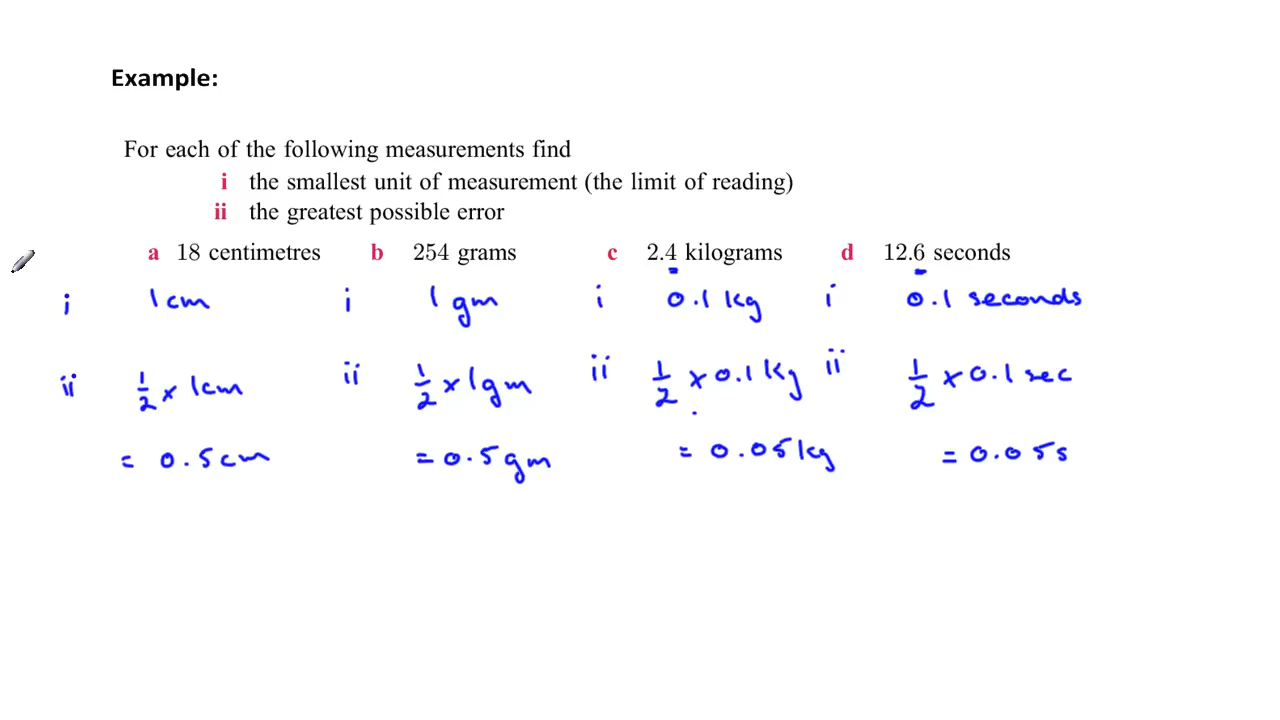 Example:
For each of the following measurements find
i the smallest unit of measurement (the limit of reading)
ii the greatest possible error
a 18 centimetres b 254 grams c 2.4 kilograms d 12.6 seconds
i 1cm i 1gm i 0.1 kg i 0.1 seconds
ii 1/2 × 1cm ii 1/2 × 1gm ii 1/2 × 0.1 kg ii 1/2 × 0.1 sec
= 0.5cm = 0.5gm = 0.05kg = 0.05s